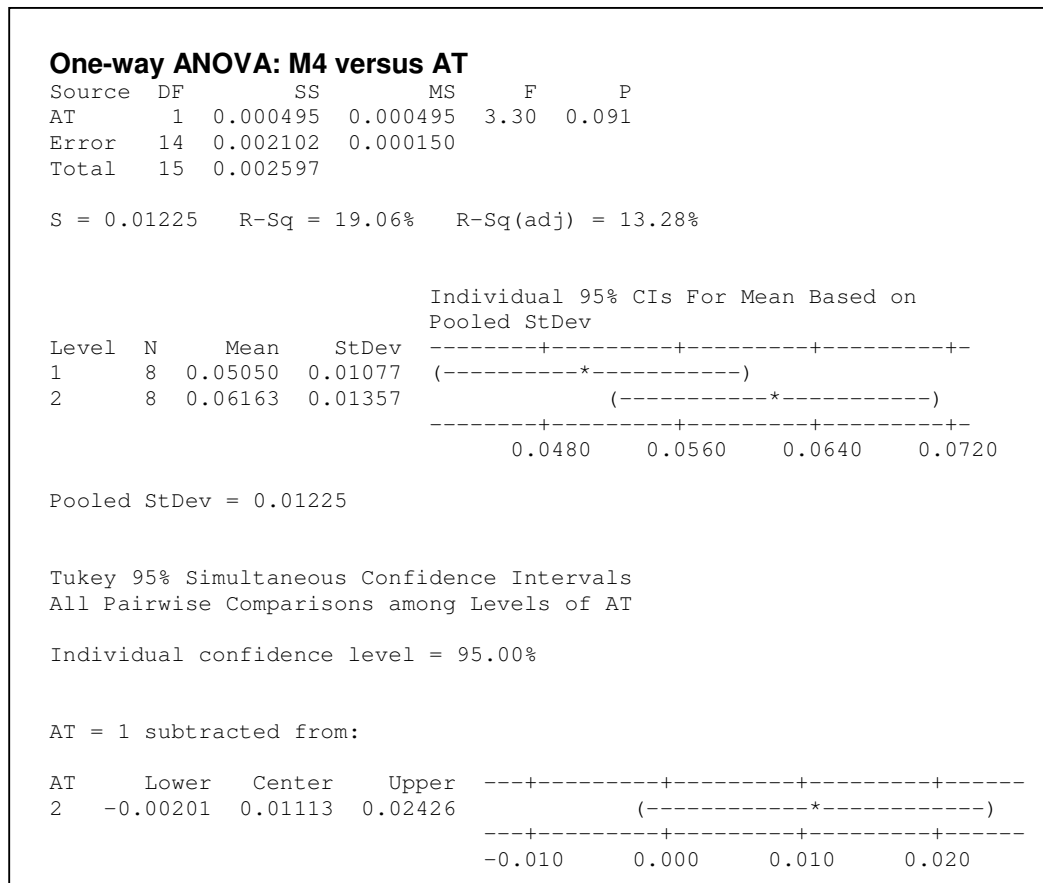 One-way ANOVA: M4 versus AT
Source  DF        SS        MS     F      P
AT       1  0.000495  0.000495  3.30  0.091
Error   14  0.002102  0.000150
Total   15  0.002597
S = 0.01225   R-Sq = 19.06%   R-Sq(adj) = 13.28%
                            Individual 95% CIs For Mean Based on
                            Pooled StDev
Level  N     Mean    StDev  --------+---------+---------+---------+-
1      8  0.05050  0.01077  (----------*-----------)
2      8  0.06163  0.01357               (-----------*-----------)
                            --------+---------+---------+---------+-
                                  0.0480    0.0560    0.0640    0.0720
Pooled StDev = 0.01225
Tukey 95% Simultaneous Confidence Intervals
All Pairwise Comparisons among Levels of AT
Individual confidence level = 95.00%
AT = 1 subtracted from:
AT     Lower   Center    Upper  ---+---------+---------+---------+------
2   -0.00201  0.01113  0.02426              (------------*------------)
                                ---+---------+---------+---------+------
                                -0.010     0.000     0.010     0.020